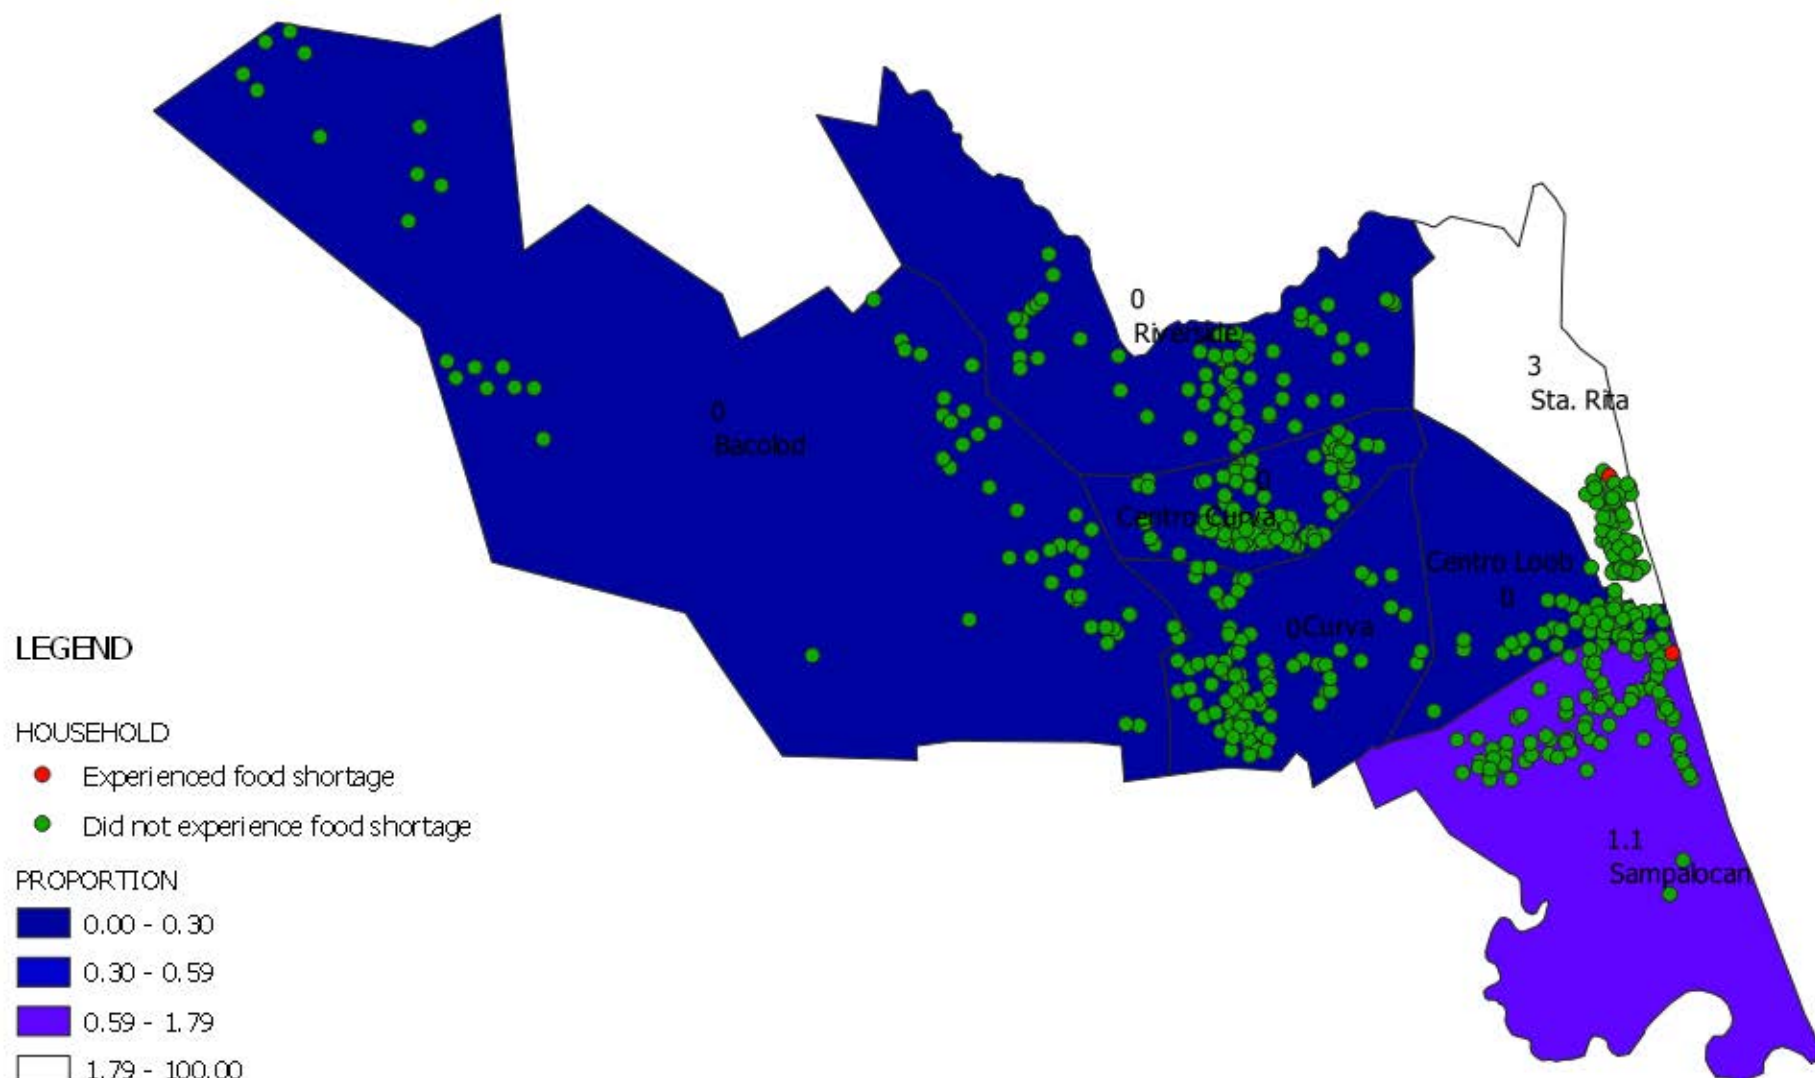 0
Riverside
3
Sta. Rita
0
Bacolod
0
Centro Curva
Centro Loob
0
0Curva
1.1
Sampalocan
LEGEND
HOUSEHOLD
Experienced food shortage
Did not experience food shortage
PROPORTION
0.00 - 0.30
0.30 - 0.59
0.59 - 1.79
1.79 - 100.00